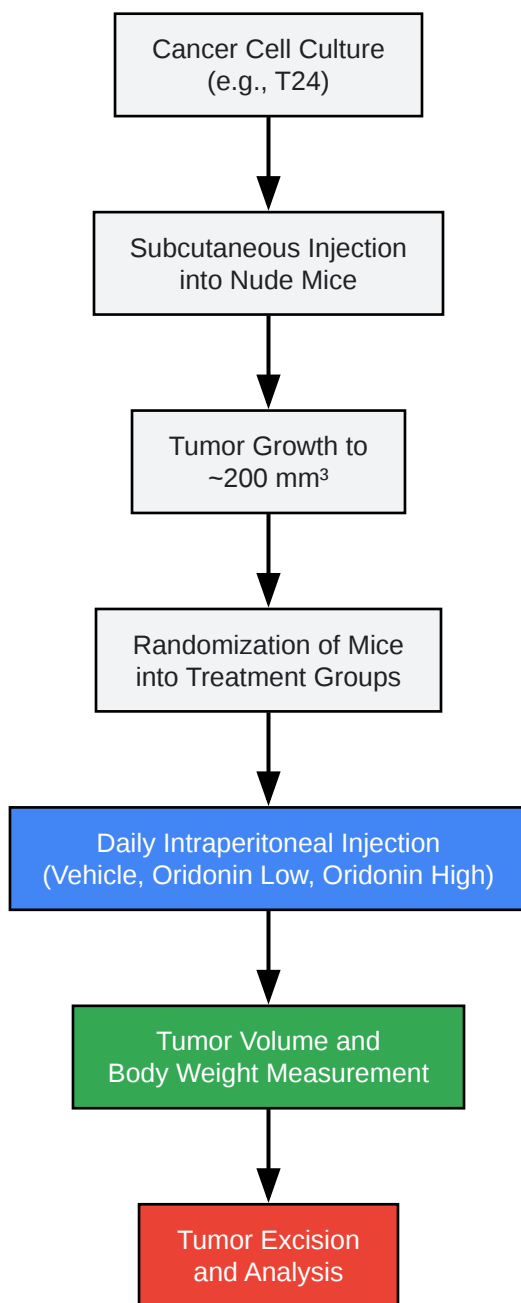 Cancer Cell Culture
(e.g., T24)
Subcutaneous Injection
into Nude Mice
Tumor Growth to
~200 mm³
Randomization of Mice
into Treatment Groups
Daily Intraperitoneal Injection
(Vehicle, Oridonin Low, Oridonin High)
Tumor Volume and
Body Weight Measurement
Tumor Excision
and Analysis